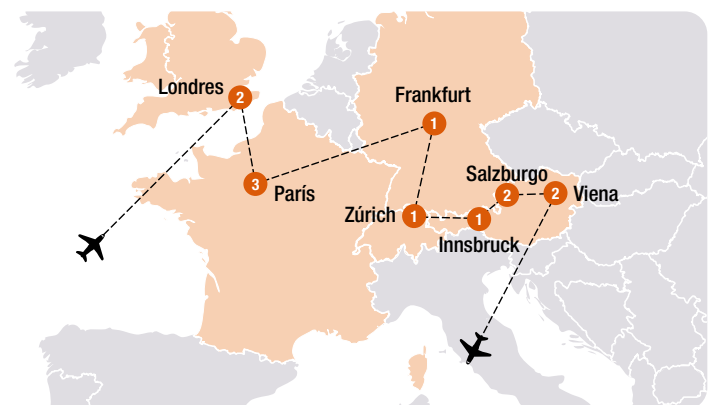 Londres
2
Frankfurt
1
3
París
Salzburgo
2
2
Viena
Zúrich
1
1
Innsbruck